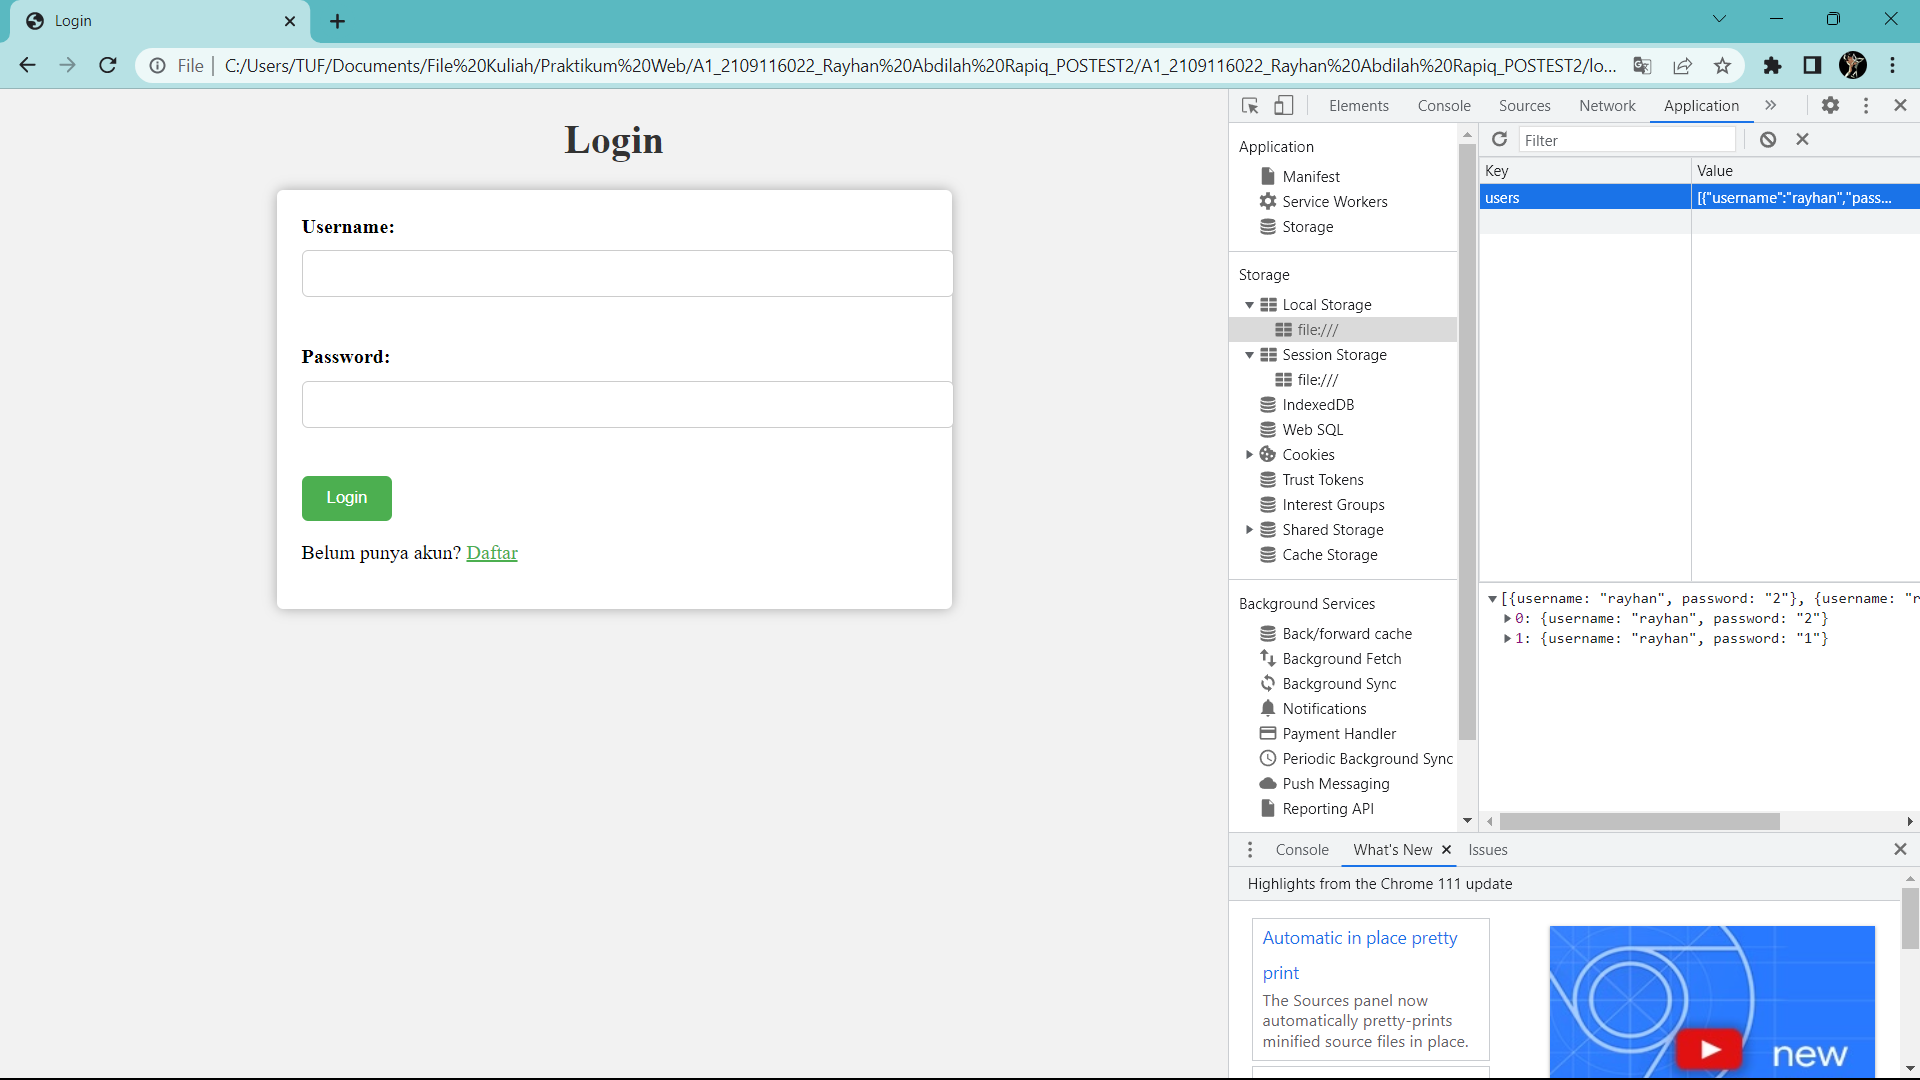 Login
File
C:/Users/TUF/Documents/File%20Kuliah/Praktikum%20Web/A1_2109116022_Rayhan%20Abdilah%20Rapiq_POSTEST2/A1_2109116022_Rayhan%20Abdilah%20Rapiq_POSTEST2/lo...
Login
Username:
Password:
Login
Belum punya akun? Daftar
Elements Console Sources Network Application
Application
Manifest
Service Workers
Storage
Storage
Local Storage
file:///
Session Storage
file:///
IndexedDB
Web SQL
Cookies
Trust Tokens
Interest Groups
Shared Storage
Cache Storage
Background Services
Back/forward cache
Background Fetch
Background Sync
Notifications
Payment Handler
Periodic Background Sync
Push Messaging
Reporting API
Filter
Key Value
users [{"username":"rayhan","pass...
[{username: "rayhan", password: "2"}, {username: "r
0: {username: "rayhan", password: "2"}
1: {username: "rayhan", password: "1"}
Console What's New Issues
Highlights from the Chrome 111 update
Automatic in place pretty
print
The Sources panel now
automatically pretty-prints
minified source files in place.
new